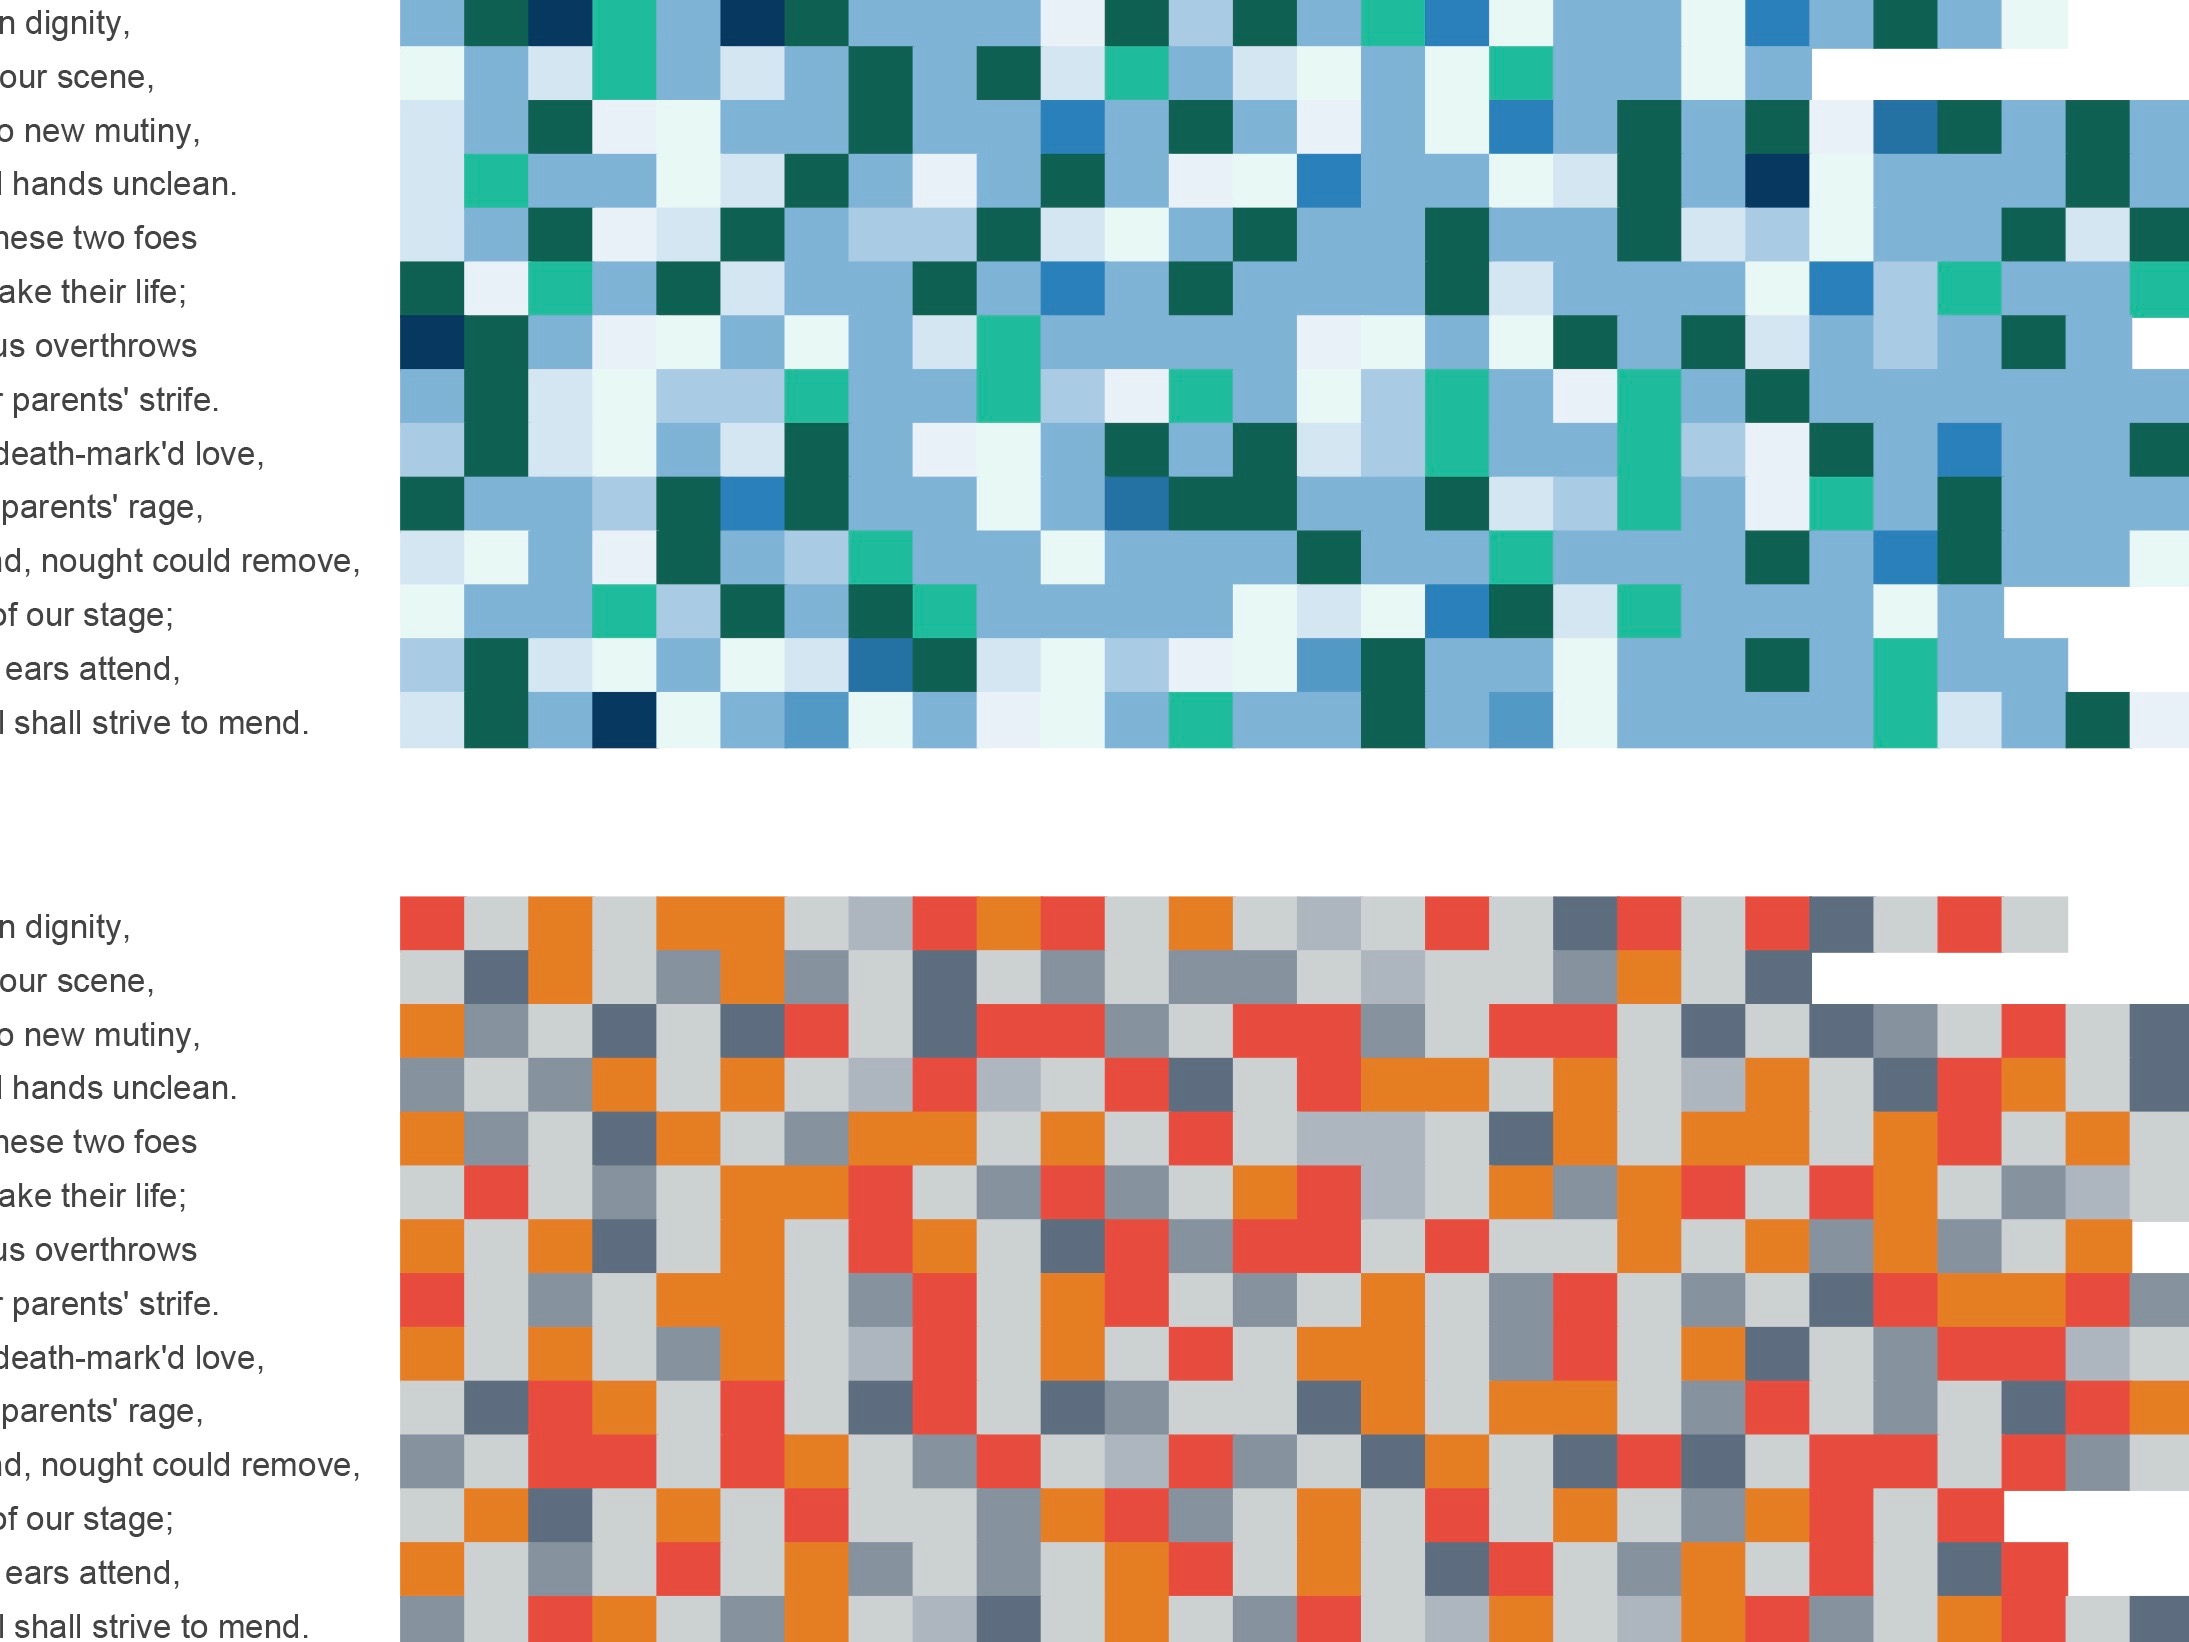 n dignity,
our scene,
o new mutiny,
hands unclean.
hese two foes
ake their life;
us overthrows
parents' strife.
death-mark'd love,
parents' rage,
nd, nought could remove,
of our stage;
ears attend,
shall strive to mend.
n dignity,
our scene,
o new mutiny,
hands unclean.
hese two foes
ake their life;
us overthrows
parents' strife.
death-mark'd love,
parents' rage,
nd, nought could remove,
of our stage;
ears attend,
shall strive to mend.